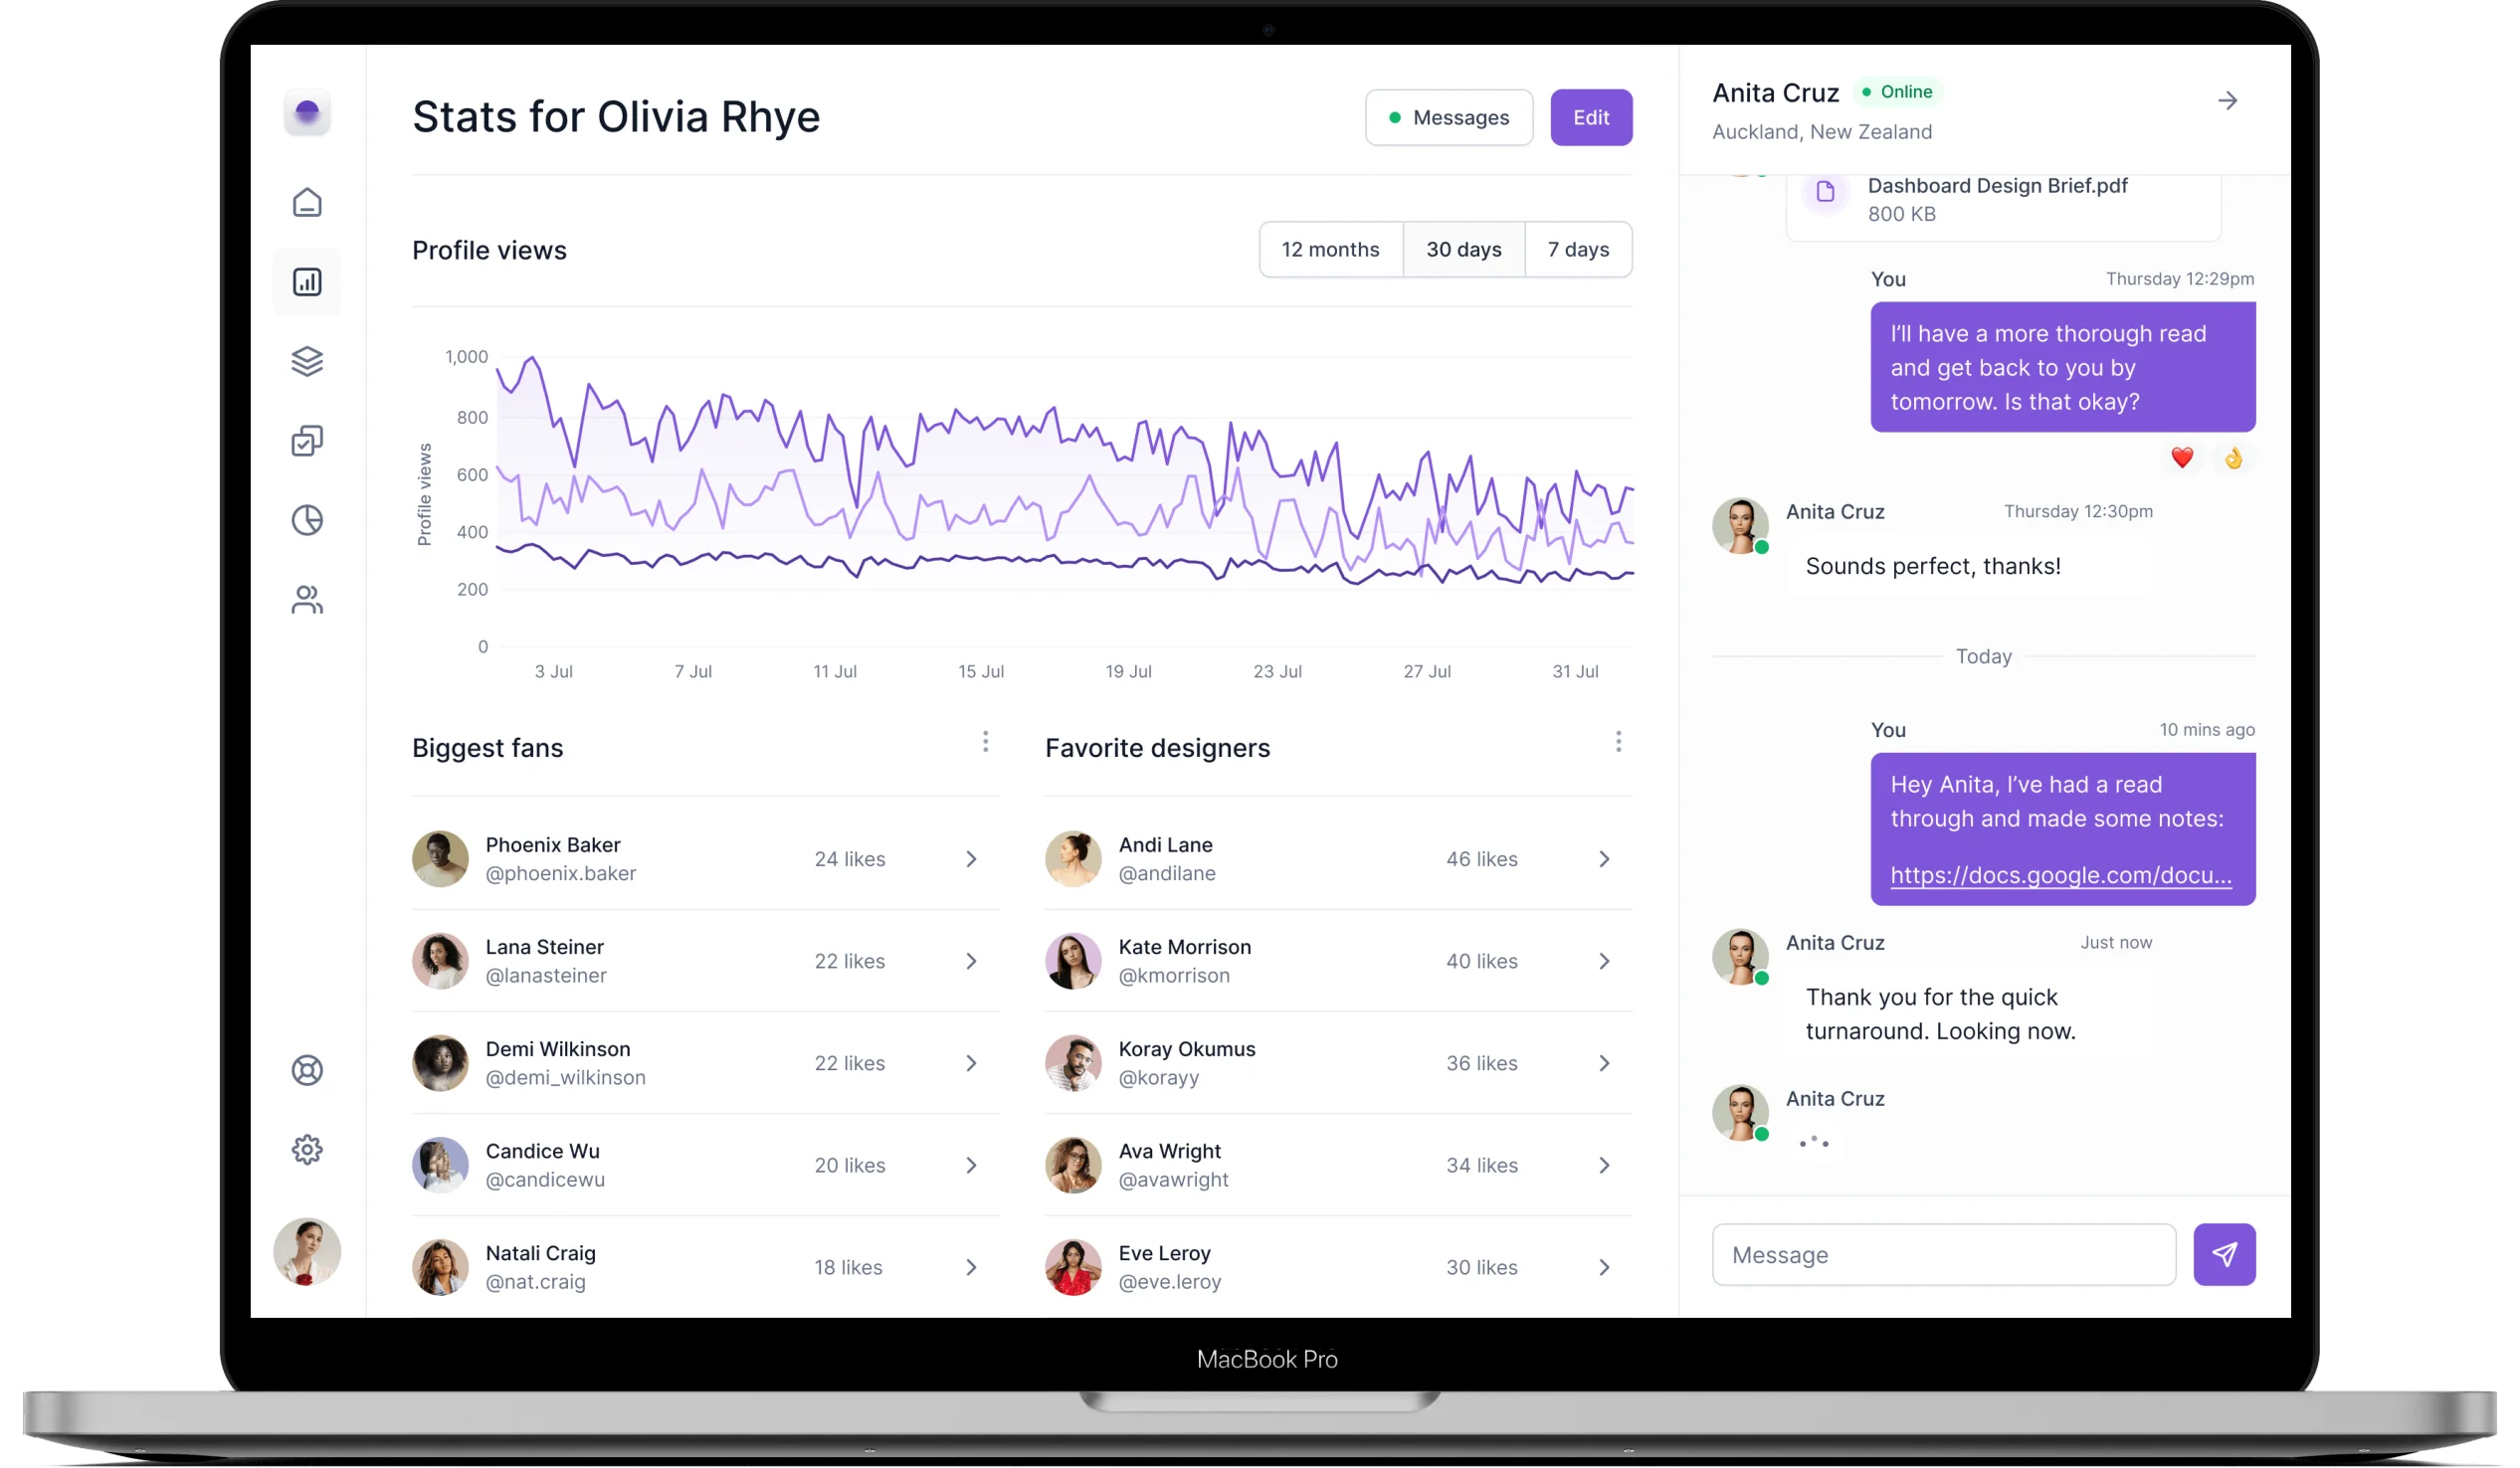 Stats for Olivia Rhye
Messages
Edit
Profile views
12 months
30 days
7 days
Profile views
1,000
800
600
400
200
0
3 Jul
7 Jul
11 Jul
15 Jul
19 Jul
23 Jul
27 Jul
31 Jul
Biggest fans
Phoenix Baker
@phoenix.baker
24 likes
Lana Steiner
@lanasteiner
22 likes
Demi Wilkinson
@demi_wilkinson
22 likes
Candice Wu
@candicewu
20 likes
Natali Craig
@nat.craig
18 likes
Favorite designers
Andi Lane
@andilane
46 likes
Kate Morrison
@kmorrison
40 likes
Koray Okumus
@korayy
36 likes
Ava Wright
@avawright
34 likes
Eve Leroy
@eve.leroy
30 likes
Anita Cruz
Online
Auckland, New Zealand
Dashboard Design Brief.pdf
800 KB
You
Thursday 12:29pm
I’ll have a more thorough read
and get back to you by
tomorrow. Is that okay?
Anita Cruz
Thursday 12:30pm
Sounds perfect, thanks!
Today
You
10 mins ago
Hey Anita, I’ve had a read
through and made some notes:
https://docs.google.com/docu...
Anita Cruz
Just now
Thank you for the quick
turnaround. Looking now.
Anita Cruz
Message
MacBook Pro